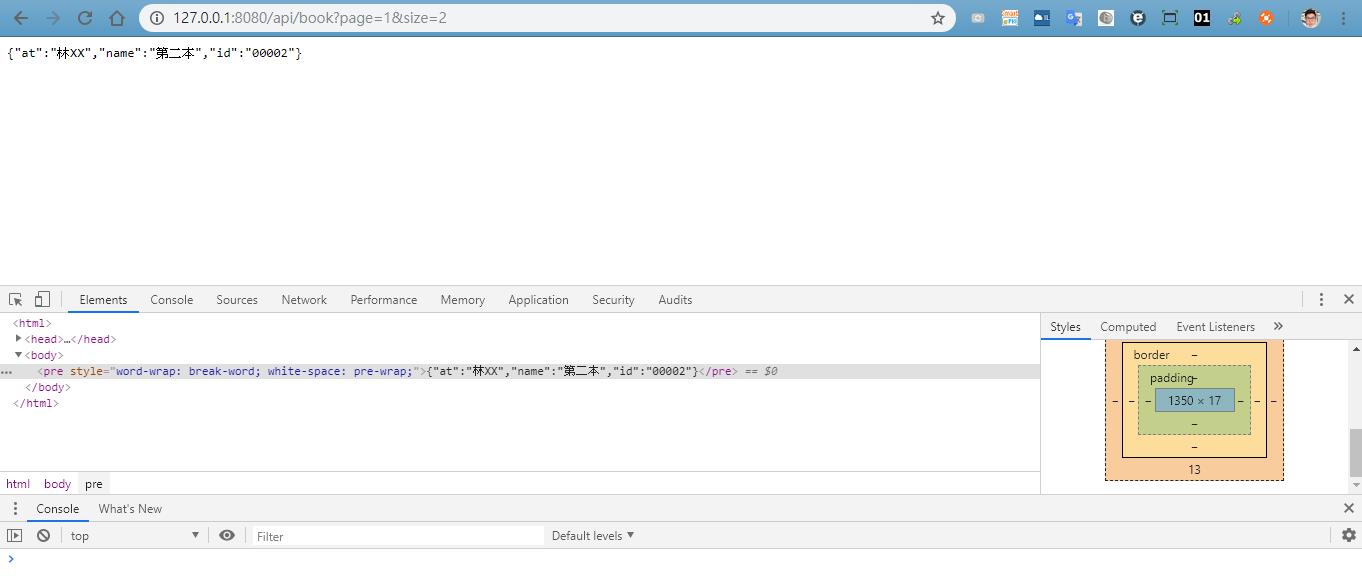 127.0.0.1:8080/api/book?page=1&size=2
{"at":"林XX","name":"第二本","id":"00002"}
Elements Console Sources Network Performance Memory Application Security Audits
<html>
<head>…</head>
<body>
<pre style="word-wrap: break-word; white-space: pre-wrap;">{"at":"林XX","name":"第二本","id":"00002"}</pre> == $0
</body>
</html>
html body pre
Styles Computed Event Listeners »
border –
padding –
– – – 1350 × 17 – – –
–
–
13
Console What's New
top Filter Default levels